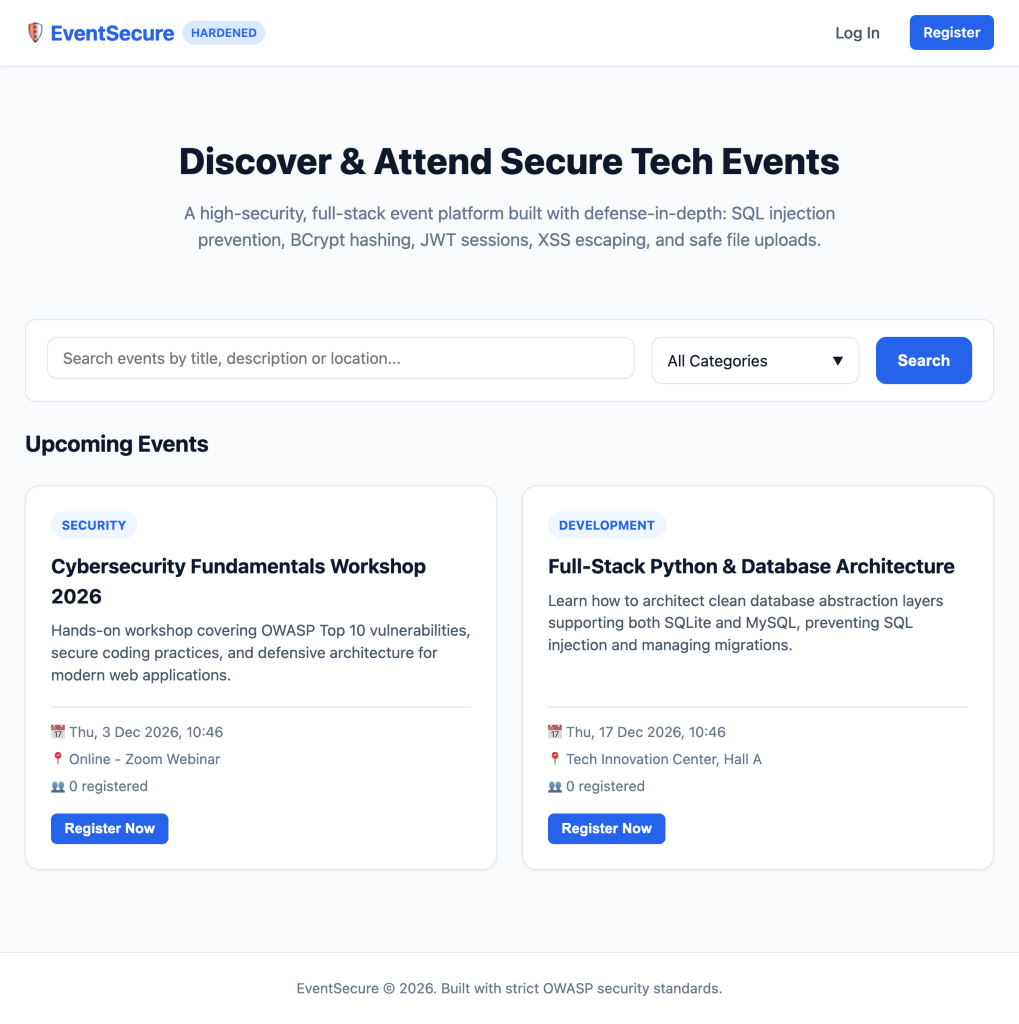 EventSecure HARDENED
Log In
Register
Discover & Attend Secure Tech Events
A high-security, full-stack event platform built with defense-in-depth: SQL injection
prevention, BCrypt hashing, JWT sessions, XSS escaping, and safe file uploads.
Search events by title, description or location...
All Categories
Search
Upcoming Events
SECURITY
Cybersecurity Fundamentals Workshop
2026
Hands-on workshop covering OWASP Top 10 vulnerabilities,
secure coding practices, and defensive architecture for
modern web applications.
Thu, 3 Dec 2026, 10:46
Online - Zoom Webinar
0 registered
Register Now
DEVELOPMENT
Full-Stack Python & Database Architecture
Learn how to architect clean database abstraction layers
supporting both SQLite and MySQL, preventing SQL
injection and managing migrations.
Thu, 17 Dec 2026, 10:46
Tech Innovation Center, Hall A
0 registered
Register Now
EventSecure © 2026. Built with strict OWASP security standards.